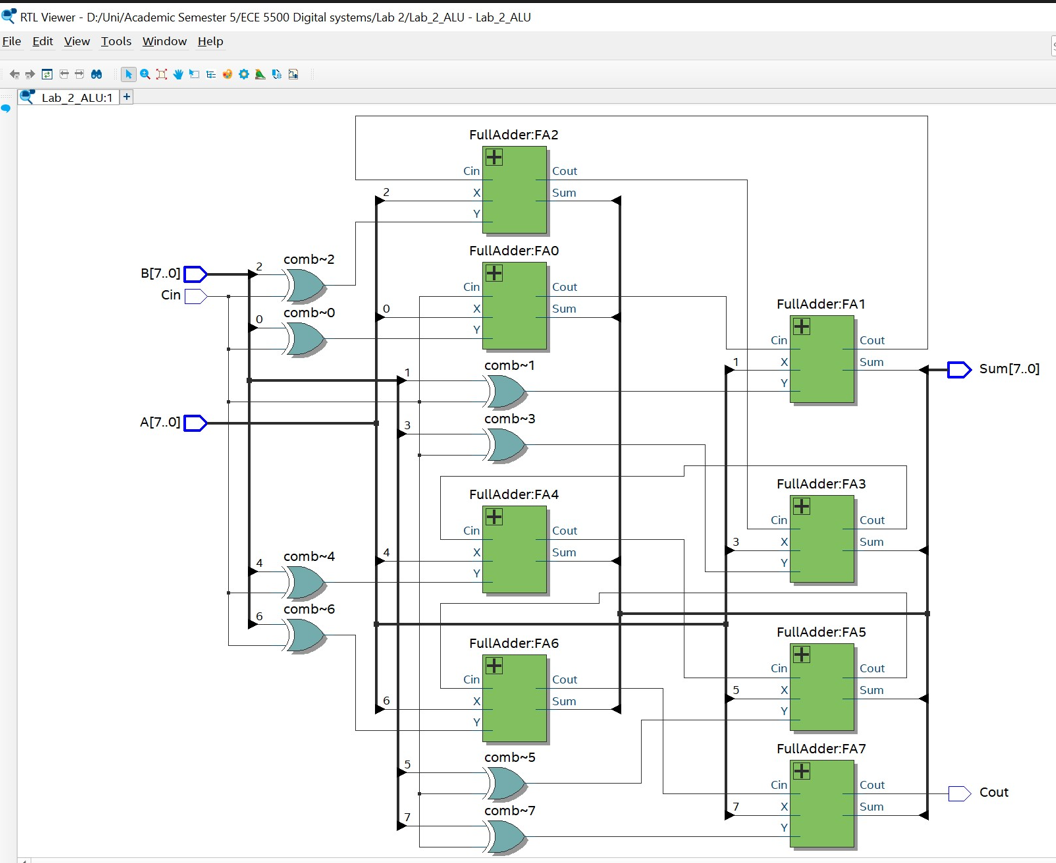 RTL Viewer - D:/Uni/Academic Semester 5/ECE 5500 Digital systems/Lab 2/Lab_2_ALU - Lab_2_ALU
File Edit View Tools Window Help
Lab_2_ALU:1 +
FullAdder:FA2
Cin Cout
2 X Sum
Y
FullAdder:FA0
Cin Cout
0 X Sum
Y
B[7..0]
Cin
comb~2
2
comb~0
0
FullAdder:FA1
Cin Cout
1 X Sum
Y
Sum[7..0]
comb~1
1
A[7..0]
comb~3
3
FullAdder:FA4
Cin Cout
4 X Sum
Y
FullAdder:FA3
Cin Cout
3 X Sum
Y
comb~4
4
comb~6
6
FullAdder:FA6
Cin Cout
6 X Sum
Y
FullAdder:FA5
Cin Cout
5 X Sum
Y
comb~5
5
comb~7
7
FullAdder:FA7
Cin Cout
7 X Sum
Y
Cout